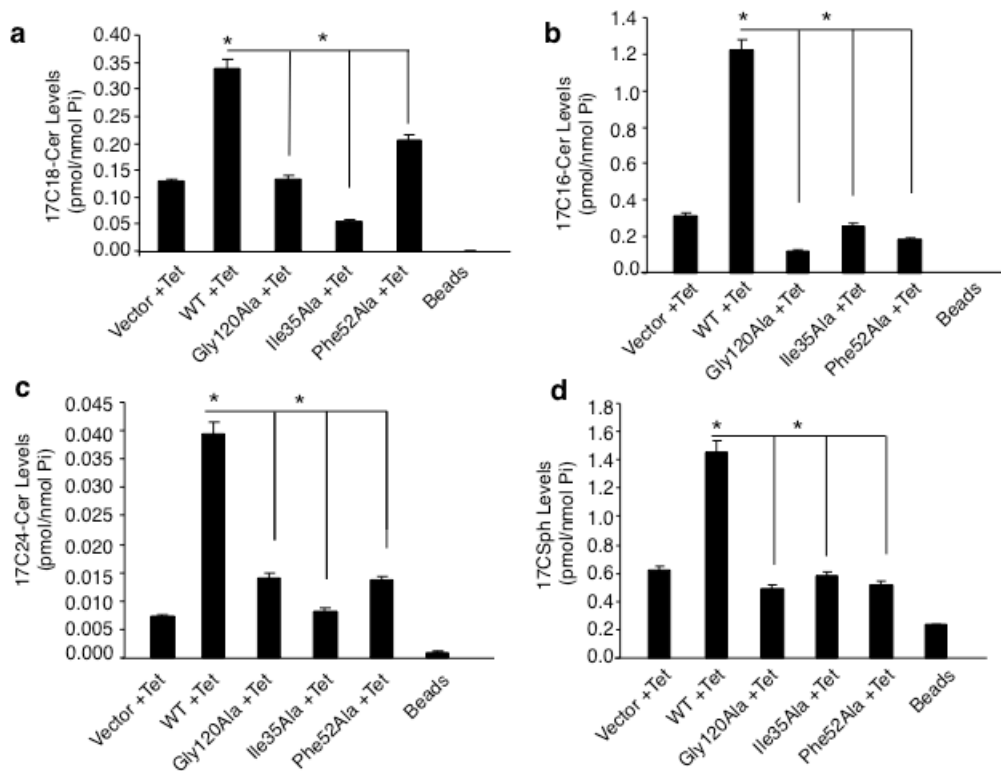 a
17C18-Cer Levels
(pmol/nmol Pi)
0.40
0.35
0.30
0.25
0.20
0.15
0.10
0.05
0.00
*
*
Vector +Tet
WT +Tet
Gly120Ala +Tet
Ile35Ala +Tet
Phe52Ala +Tet
Beads
b
17C16-Cer Levels
(pmol/nmol Pi)
1.4
1.2
1.0
0.8
0.6
0.4
0.2
0.0
*
*
Vector +Tet
WT +Tet
Gly120Ala +Tet
Ile35Ala +Tet
Phe52Ala +Tet
Beads
c
17C24-Cer Levels
(pmol/nmol Pi)
0.045
0.040
0.035
0.030
0.025
0.020
0.015
0.010
0.005
0.000
*
*
Vector +Tet
WT +Tet
Gly120Ala +Tet
Ile35Ala +Tet
Phe52Ala +Tet
Beads
d
17CSph Levels
(pmol/nmol Pi)
1.8
1.6
1.4
1.2
1.0
0.8
0.6
0.4
0.2
0.0
*
*
Vector +Tet
WT +Tet
Gly120Ala +Tet
Ile35Ala +Tet
Phe52Ala +Tet
Beads